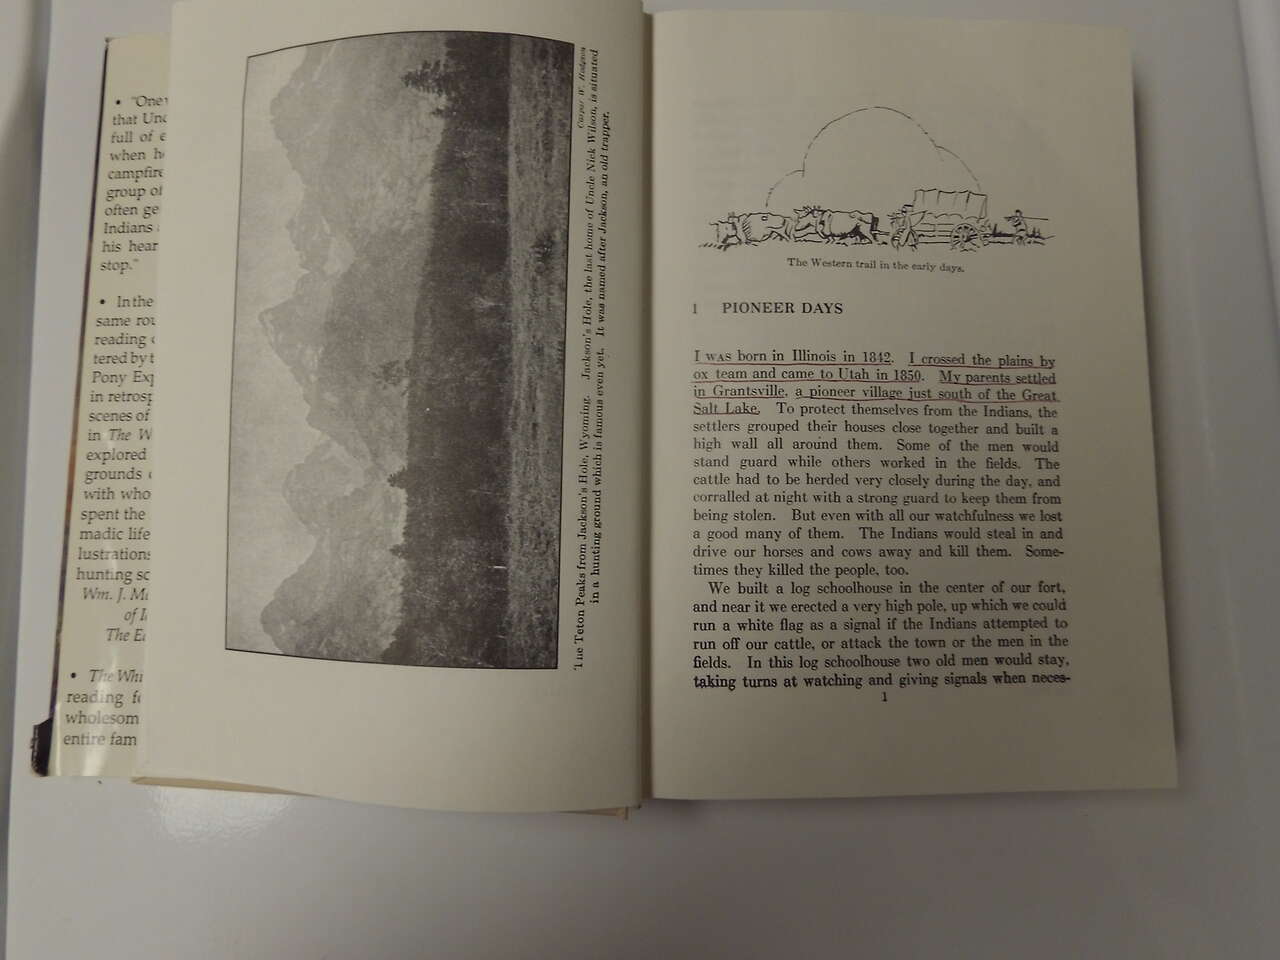 • "One
that Unc
full of e
when h
campfire
group of
often ge
Indians
his hear
stop."
• In the
same rou
reading
tered by t
Pony Exp
in retrosp
scenes of
in The W
explored
grounds
with who
spent the
madic life
lustrations
hunting sc
Wm. J. M
of I
The E
• The Whi
reading f
wholesom
entire fam
Caspar W. Hodgson
The Teton Peaks from Jackson's Hole, Wyoming. Jackson's Hole, the last home of Uncle Nick Wilson, is situated
in a hunting ground which is famous even yet. It was named after Jackson, an old trapper.
The Western trail in the early days.
1 PIONEER DAYS
I WAS born in Illinois in 1842. I crossed the plains by
ox team and came to Utah in 1850. My parents settled
in Grantsville, a pioneer village just south of the Great
Salt Lake. To protect themselves from the Indians, the
settlers grouped their houses close together and built a
high wall all around them. Some of the men would
stand guard while others worked in the fields. The
cattle had to be herded very closely during the day, and
corralled at night with a strong guard to keep them from
being stolen. But even with all our watchfulness we lost
a good many of them. The Indians would steal in and
drive our horses and cows away and kill them. Some-
times they killed the people, too.
We built a log schoolhouse in the center of our fort,
and near it we erected a very high pole, up which we could
run a white flag as a signal if the Indians attempted to
run off our cattle, or attack the town or the men in the
fields. In this log schoolhouse two old men would stay,
taking turns at watching and giving signals when neces-
1